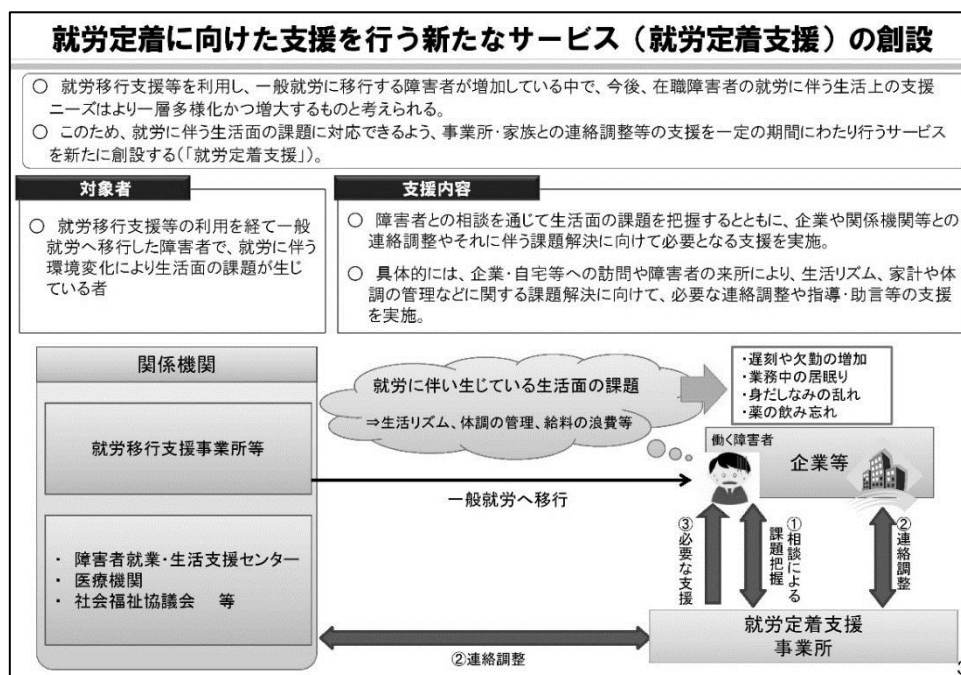 就労定着に向けた支援を行う新たなサービス（就労定着支援）の創設
○ 就労移行支援等を利用し、一般就労に移行する障害者が増加している中で、今後、在職障害者の就労に伴う生活上の支援
ニーズはより一層多様化かつ増大するものと考えられる。
○ このため、就労に伴う生活面の課題に対応できるよう、事業所・家族との連絡調整等の支援を一定の期間にわたり行うサービス
を新たに創設する(「就労定着支援」)。
対象者
○ 就労移行支援等の利用を経て一般
就労へ移行した障害者で、就労に伴う
環境変化により生活面の課題が生じ
ている者
支援内容
○ 障害者との相談を通じて生活面の課題を把握するとともに、企業や関係機関等との
連絡調整やそれに伴う課題解決に向けて必要となる支援を実施。
○ 具体的には、企業・自宅等への訪問や障害者の来所により、生活リズム、家計や体
調の管理などに関する課題解決に向けて、必要な連絡調整や指導・助言等の支援
を実施。
関係機関
就労移行支援事業所等
・ 障害者就業・生活支援センター
・ 医療機関
・ 社会福祉協議会　等
就労に伴い生じている生活面の課題
⇒生活リズム、体調の管理、給料の浪費等
・遅刻や欠勤の増加
・業務中の居眠り
・身だしなみの乱れ
・薬の飲み忘れ
働く障害者
企業等
一般就労へ移行
③必要な支援
①相談による
課題把握
②連絡調整
就労定着支援
事業所
②連絡調整
3